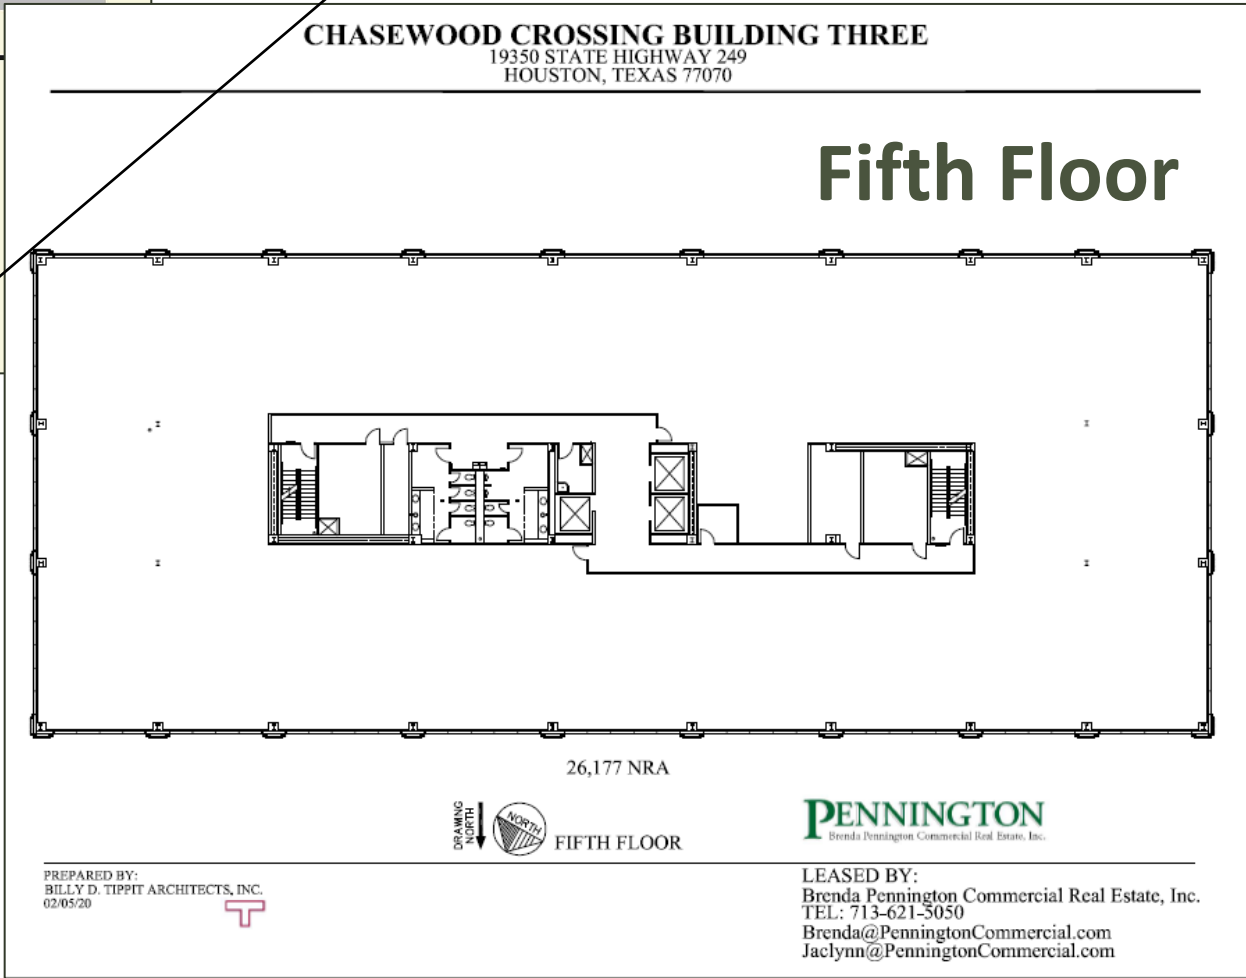 CHASEWOOD CROSSING BUILDING THREE
19350 STATE HIGHWAY 249
HOUSTON, TEXAS 77070
Fifth Floor
26,177 NRA
DRAWING
NORTH
NORTH
FIFTH FLOOR
PENNINGTON
Brenda Pennington Commercial Real Estate, Inc.
PREPARED BY:
BILLY D. TIPPIT ARCHITECTS, INC.
02/05/20
LEASED BY:
Brenda Pennington Commercial Real Estate, Inc.
TEL: 713-621-5050
Brenda@PenningtonCommercial.com
Jaclynn@PenningtonCommercial.com